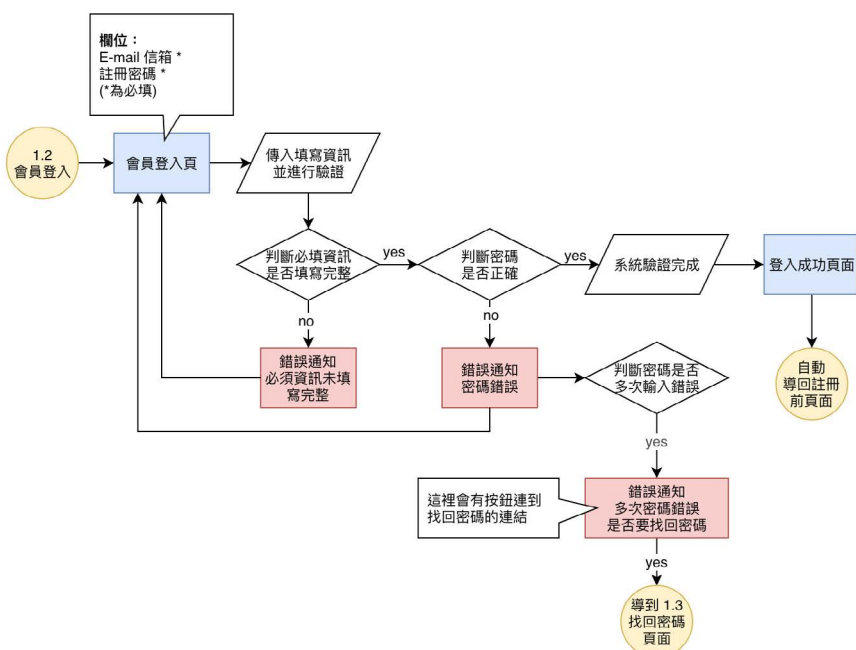 欄位：
E-mail 信箱 *
註冊密碼 *
(*為必填)
1.2
會員登入
會員登入頁
傳入填寫資訊
並進行驗證
判斷必填資訊
是否填寫完整
yes
判斷密碼
是否正確
yes
系統驗證完成
登入成功頁面
no
no
錯誤通知
必須資訊未填
寫完整
錯誤通知
密碼錯誤
判斷密碼是否
多次輸入錯誤
自動
導回註冊
前頁面
yes
這裡會有按鈕連到
找回密碼的連結
錯誤通知
多次密碼錯誤
是否要找回密碼
yes
導到 1.3
找回密碼
頁面